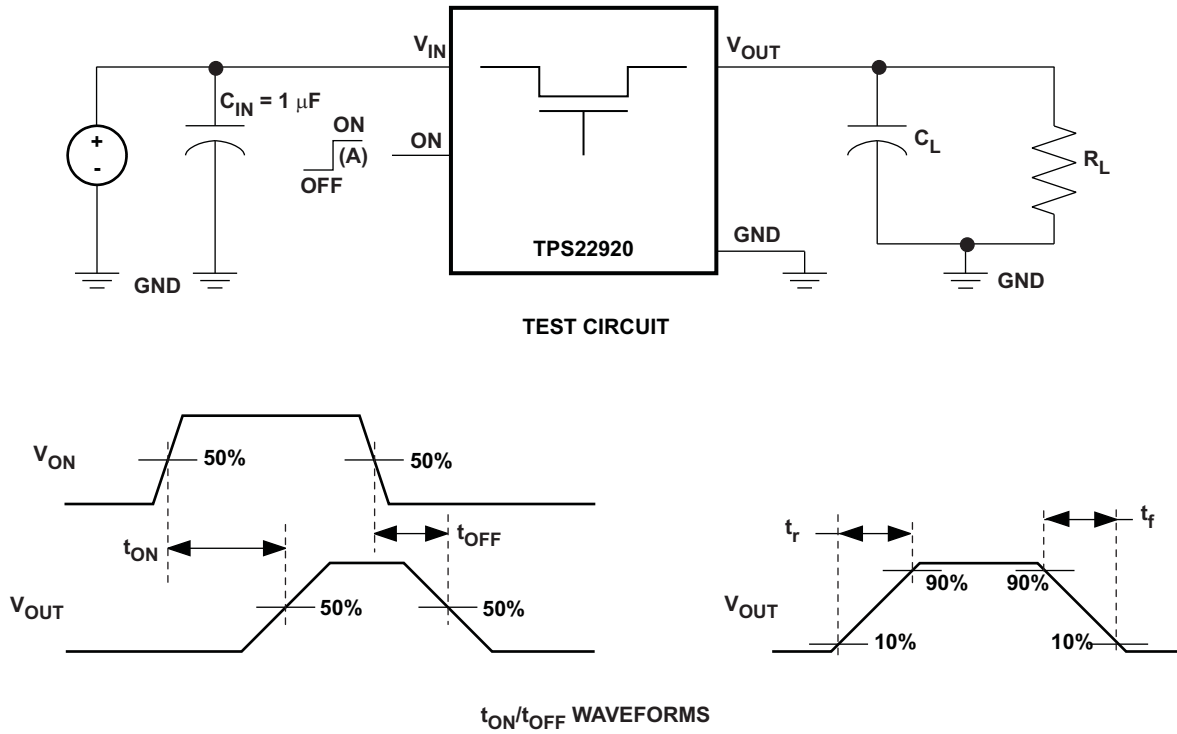 V_IN
V_OUT
C_IN = 1 µF
ON
(A)
OFF
ON
+
-
C_L
R_L
GND
TPS22920
GND
GND
TEST CIRCUIT
V_ON
50%
50%
t_ON
t_OFF
V_OUT
50%
50%
t_r
t_f
90%
90%
V_OUT
10%
10%
t_ON/t_OFF WAVEFORMS